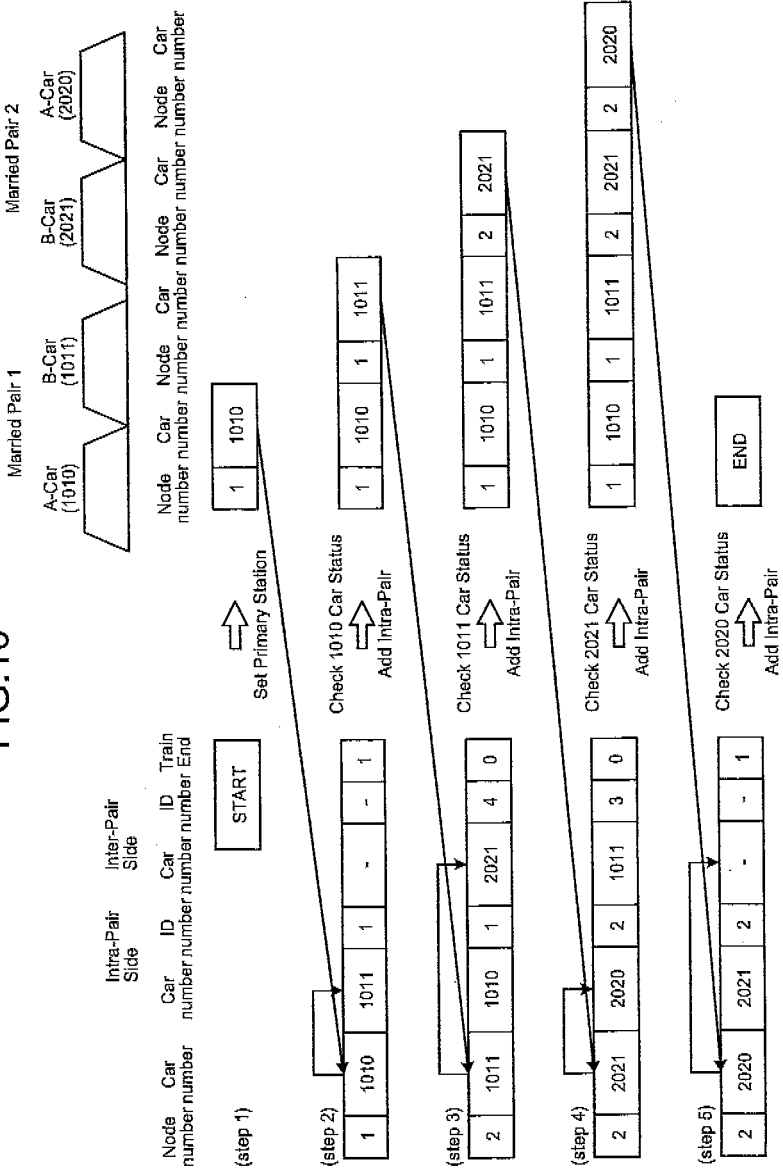 Married Pair 1
Married Pair 2
A-Car
(1010)
B-Car
(1011)
B-Car
(2021)
A-Car
(2020)
Intra-Pair
Side
Inter-Pair
Side
Node
number
Car
number
Car
number
ID
number
Car
number
ID
number
Train
End
Node
number
Car
number
Node
number
Car
number
Node
number
Car
number
Node
number
Car
number
(step 1)
START
Set Primary Station
1 1010
(step 2)
1 1010 1011 1 - - 1
Check 1010 Car Status
Add Intra-Pair
1 1010 1 1011
(step 3)
2 1011 1010 1 2021 4 0
Check 1011 Car Status
Add Intra-Pair
1 1010 1 1011 2 2021
(step 4)
2 2021 2020 2 1011 3 0
Check 2021 Car Status
Add Intra-Pair
1 1010 1 1011 2 2021 2 2020
(step 5)
2 2020 2021 2 - - 1
Check 2020 Car Status
Add Intra-Pair
END